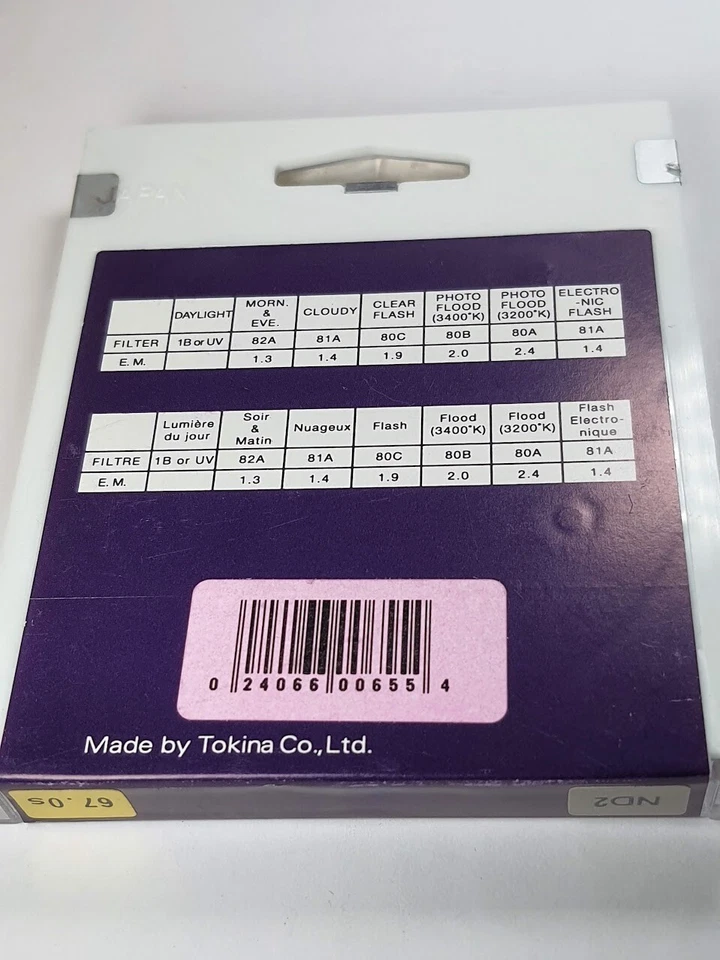 JAPAN
DAYLIGHT MORN. & EVE. CLOUDY CLEAR FLASH PHOTO FLOOD (3400°K) PHOTO FLOOD (3200°K) ELECTRO -NIC FLASH
FILTER 1B or UV 82A 81A 80C 80B 80A 81A
E.M. 1.3 1.4 1.9 2.0 2.4 1.4
Lumière du jour Soir & Matin Nuageux Flash Flood (3400°K) Flood (3200°K) Flash Electro- nique
FILTRE 1B or UV 82A 81A 80C 80B 80A 81A
E.M. 1.3 1.4 1.9 2.0 2.4 1.4
0 24066 00655 4
Made by Tokina Co.,Ltd.
67.0s ND2